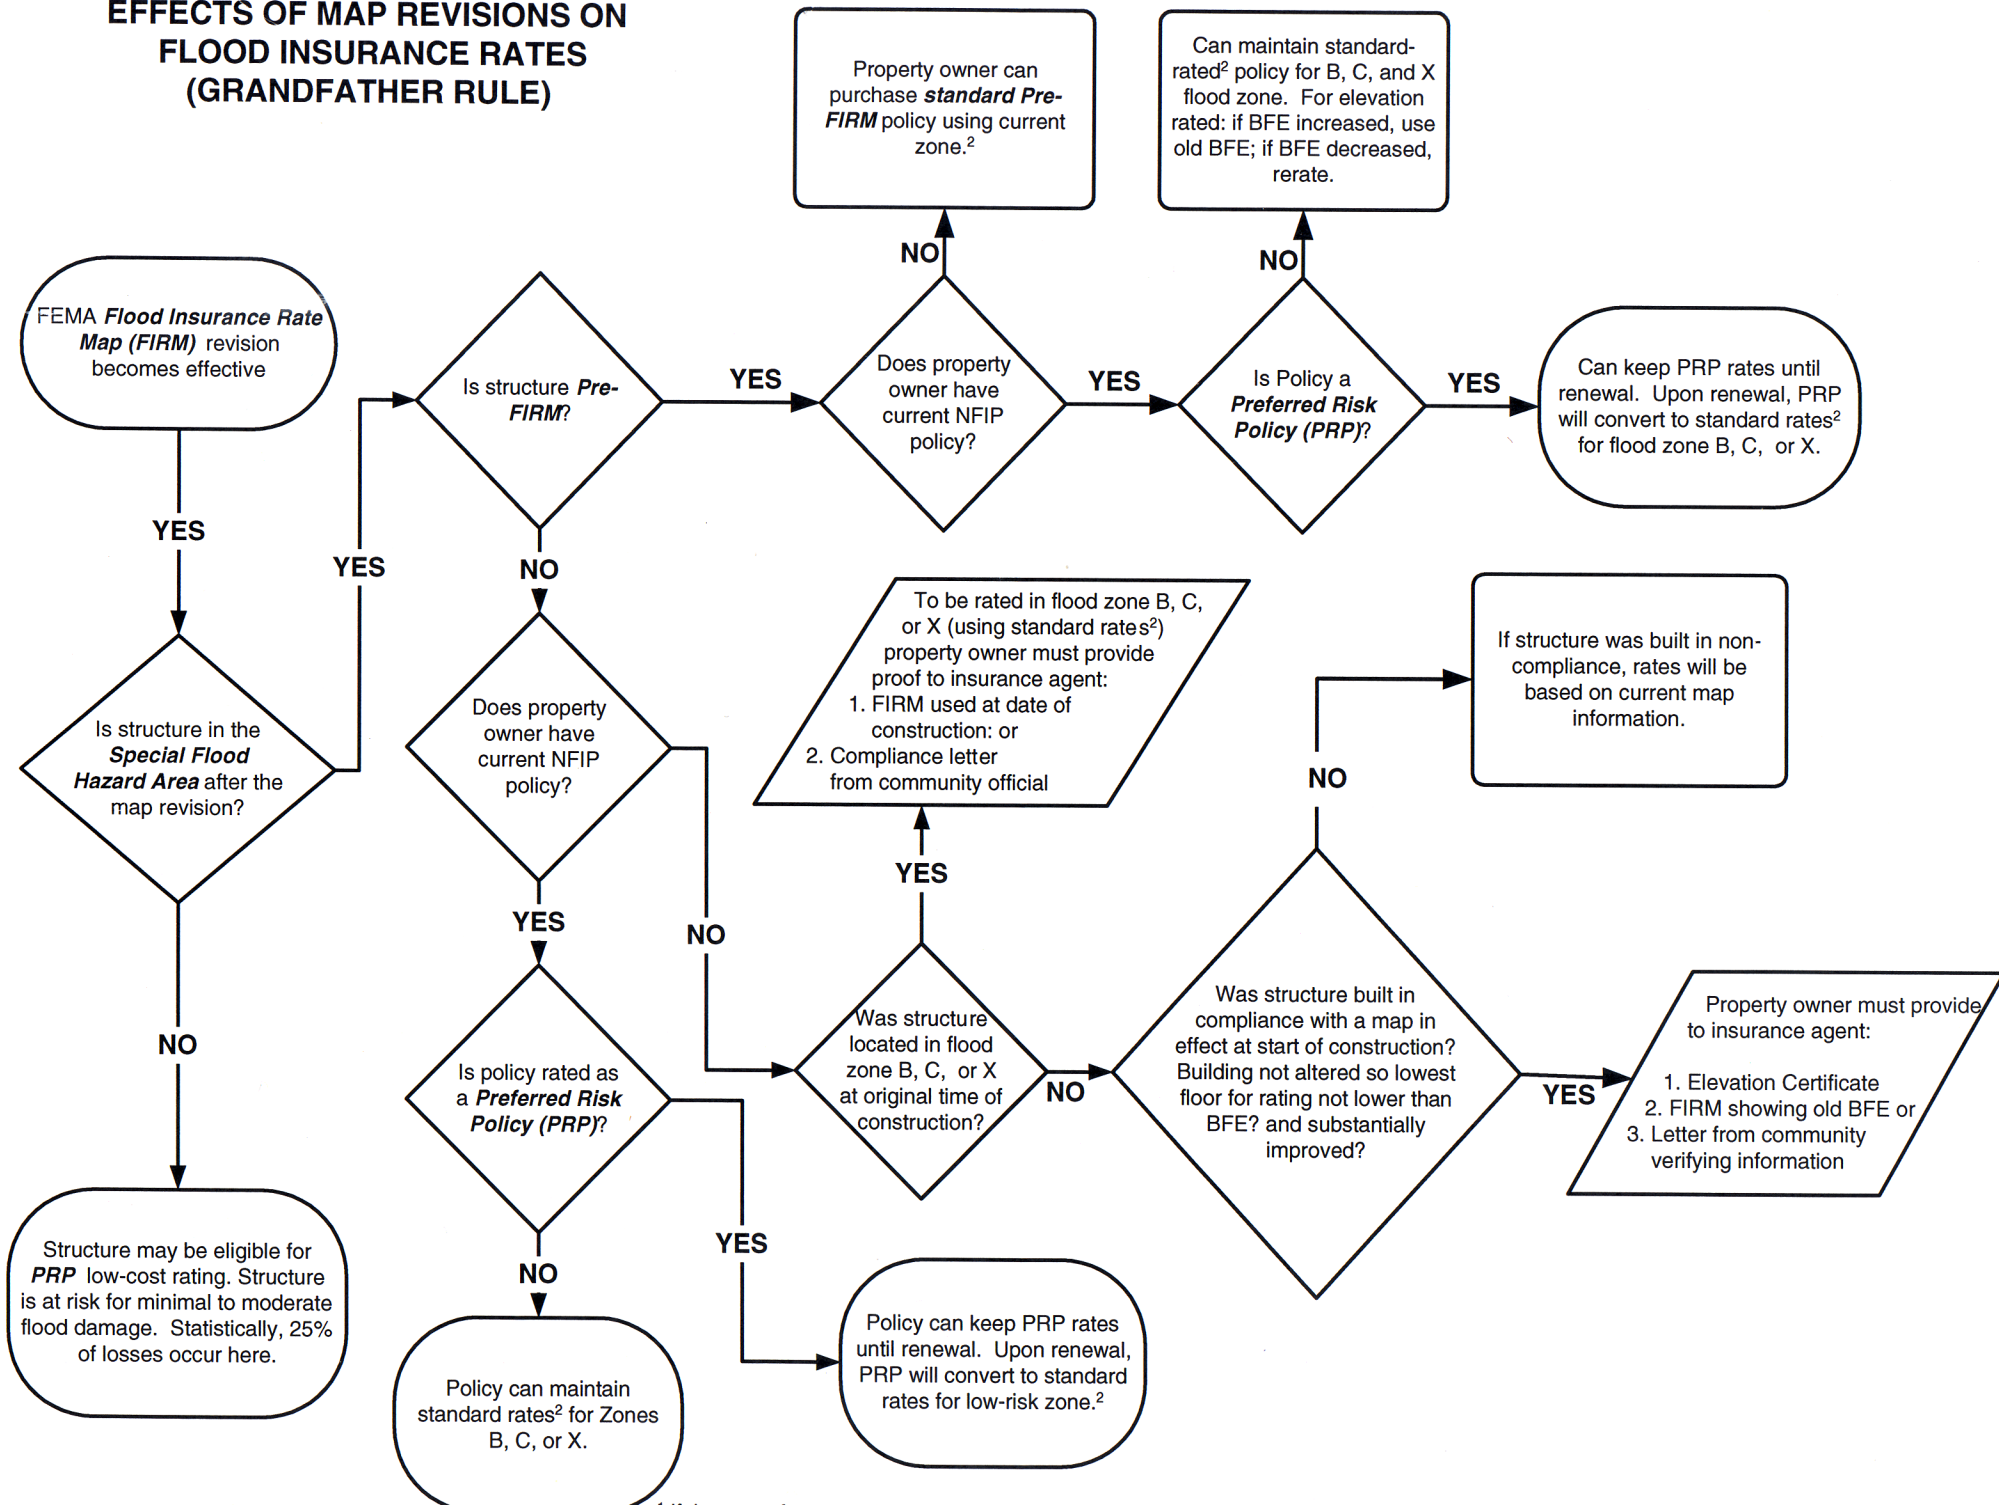 EFFECTS OF MAP REVISIONS ON
FLOOD INSURANCE RATES
(GRANDFATHER RULE)
Property owner can
purchase standard Pre-
FIRM policy using current
zone.²
Can maintain standard-
rated² policy for B, C, and X
flood zone. For elevation
rated: if BFE increased, use
old BFE; if BFE decreased,
rerate.
NO
NO
FEMA Flood Insurance Rate
Map (FIRM) revision
becomes effective
Is structure Pre-
FIRM?
YES
Does property
owner have
current NFIP
policy?
YES
Is Policy a
Preferred Risk
Policy (PRP)?
YES
Can keep PRP rates until
renewal. Upon renewal, PRP
will convert to standard rates²
for flood zone B, C, or X.
YES
YES
NO
Is structure in the
Special Flood
Hazard Area after the
map revision?
Does property
owner have
current NFIP
policy?
To be rated in flood zone B, C,
or X (using standard rates²)
property owner must provide
proof to insurance agent:
1. FIRM used at date of
construction: or
2. Compliance letter
from community official
If structure was built in non-
compliance, rates will be
based on current map
information.
NO
YES
YES
NO
NO
Is policy rated as
a Preferred Risk
Policy (PRP)?
Was structure
located in flood
zone B, C, or X
at original time of
construction?
NO
Was structure built in
compliance with a map in
effect at start of construction?
Building not altered so lowest
floor for rating not lower than
BFE? and substantially
improved?
YES
Property owner must provide
to insurance agent:
1. Elevation Certificate
2. FIRM showing old BFE or
3. Letter from community
verifying information
YES
NO
Structure may be eligible for
PRP low-cost rating. Structure
is at risk for minimal to moderate
flood damage. Statistically, 25%
of losses occur here.
Policy can maintain
standard rates² for Zones
B, C, or X.
Policy can keep PRP rates
until renewal. Upon renewal,
PRP will convert to standard
rates for low-risk zone.²